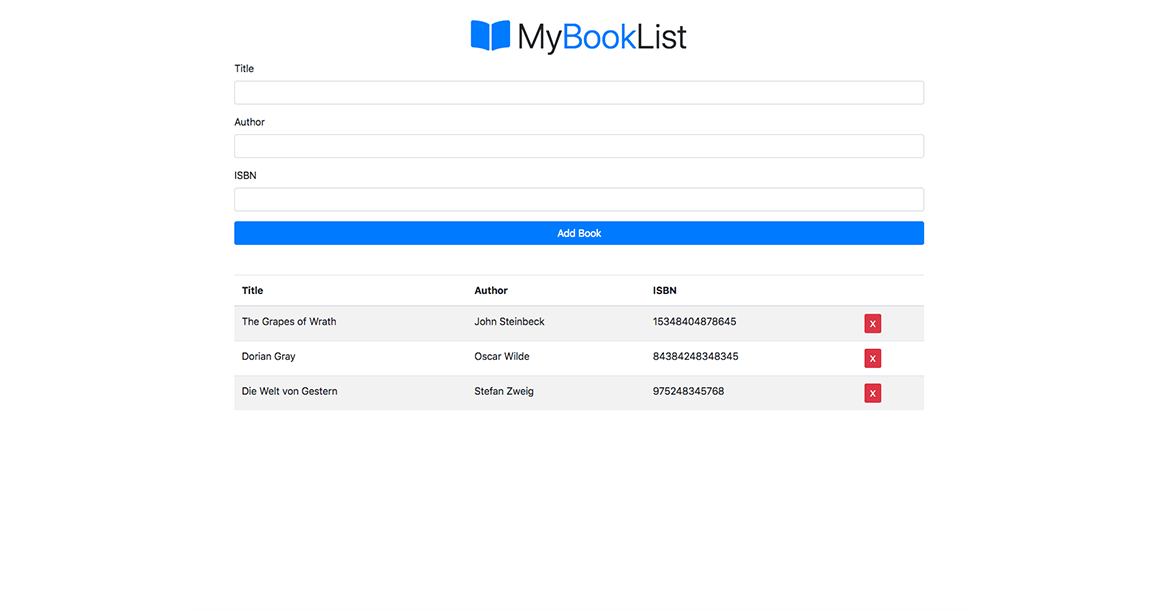 MyBookList
Title
Author
ISBN
Add Book
Title Author ISBN
The Grapes of Wrath John Steinbeck 15348404878645 X
Dorian Gray Oscar Wilde 84384248348345 X
Die Welt von Gestern Stefan Zweig 975248345768 X